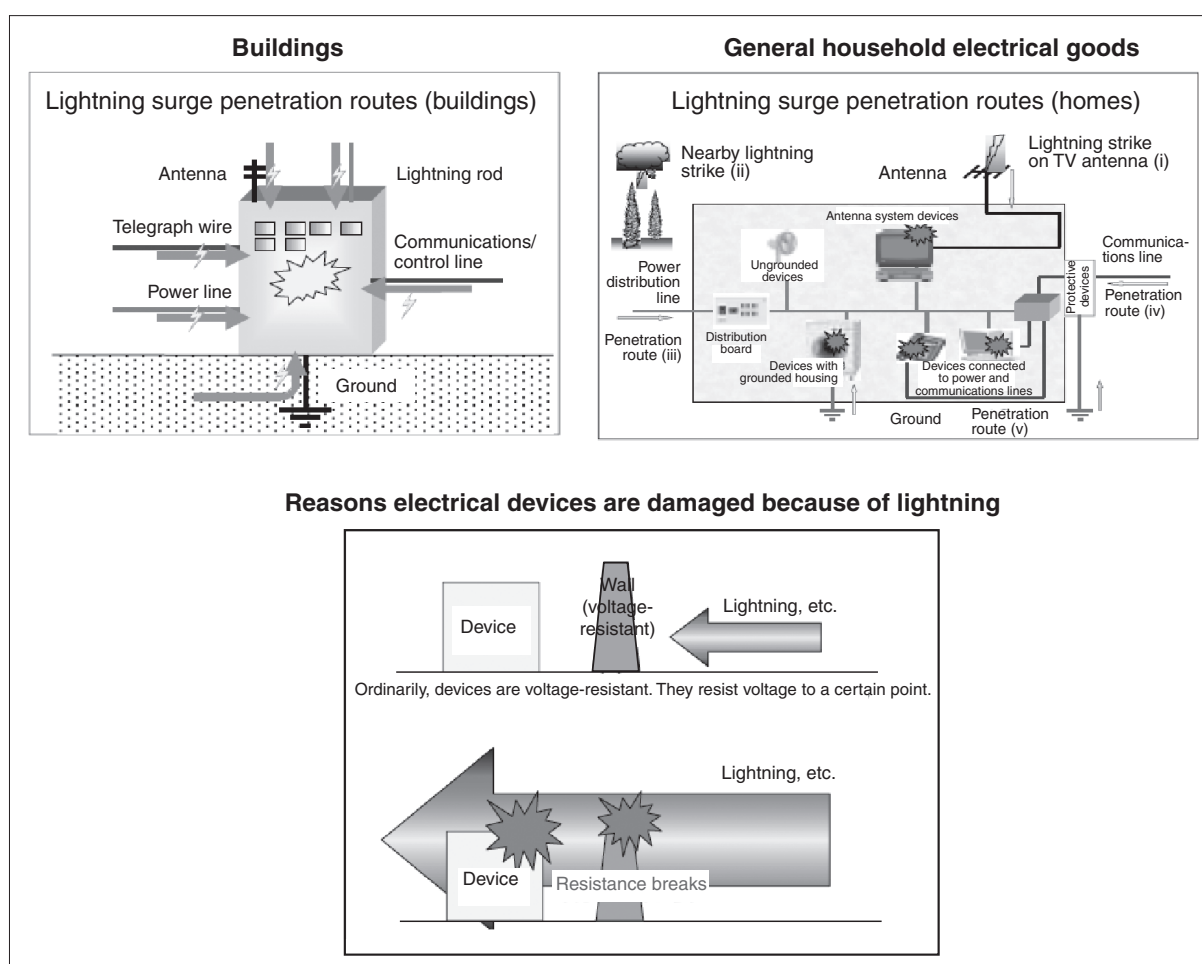 Buildings
Lightning surge penetration routes (buildings)
Antenna
Lightning rod
Telegraph wire
Communications/
control line
Power line
Ground
General household electrical goods
Lightning surge penetration routes (homes)
Nearby lightning
strike (ii)
Antenna
Lightning strike
on TV antenna (i)
Antenna system devices
Ungrounded
devices
Power
distribution
line
Communica-
tions line
Protective
devices
Penetration
route (iv)
Penetration
route (iii)
Distribution
board
Devices with
grounded housing
Devices connected
to power and
communications lines
Ground
Penetration
route (v)
Reasons electrical devices are damaged because of lightning
Device
Wall
(voltage-
resistant)
Lightning, etc.
Ordinarily, devices are voltage-resistant. They resist voltage to a certain point.
Lightning, etc.
Device
Resistance breaks